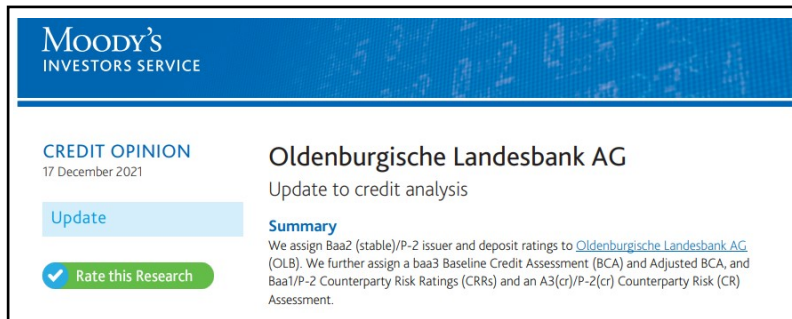 MOODY'S
INVESTORS SERVICE
CREDIT OPINION
17 December 2021
Update
Rate this Research
Oldenburgische Landesbank AG
Update to credit analysis
Summary
We assign Baa2 (stable)/P-2 issuer and deposit ratings to Oldenburgische Landesbank AG
(OLB). We further assign a baa3 Baseline Credit Assessment (BCA) and Adjusted BCA, and
Baa1/P-2 Counterparty Risk Ratings (CRRs) and an A3(cr)/P-2(cr) Counterparty Risk (CR)
Assessment.